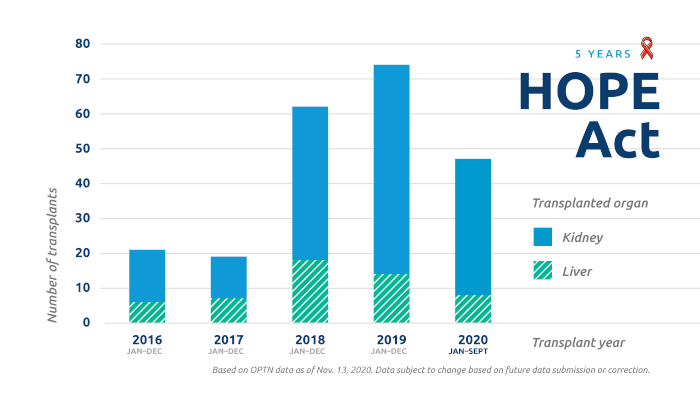 5 YEARS
HOPE
Act
80
70
60
50
40
30
20
10
0
Number of transplants
Transplanted organ
Kidney
Liver
2016 2017 2018 2019 2020
JAN–DEC JAN–DEC JAN–DEC JAN–DEC JAN–SEPT
Transplant year
Based on OPTN data as of Nov. 13, 2020. Data subject to change based on future data submission or correction.